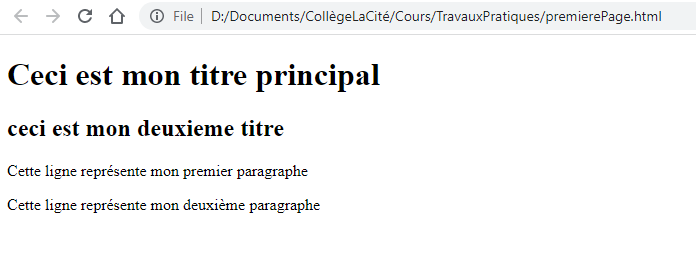 File | D:/Documents/CollègeLaCité/Cours/TravauxPratiques/premierePage.html
Ceci est mon titre principal
ceci est mon deuxieme titre
Cette ligne représente mon premier paragraphe
Cette ligne représente mon deuxième paragraphe